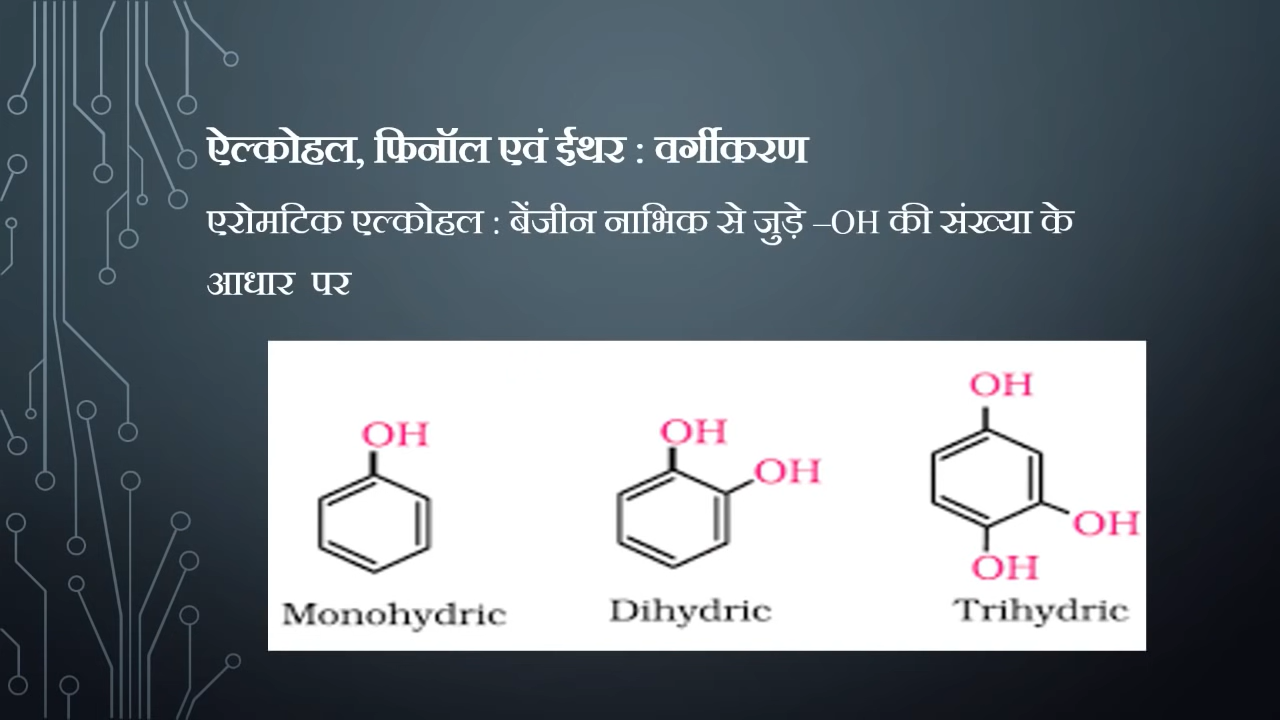 ऐल्कोहल, फिनॉल एवं ईथर : वर्गीकरण
एरोमटिक एल्कोहल : बेंजीन नाभिक से जुड़े –OH की संख्या के
आधार पर
OH
OH
OH
OH
OH
OH
Monohydric
Dihydric
Trihydric